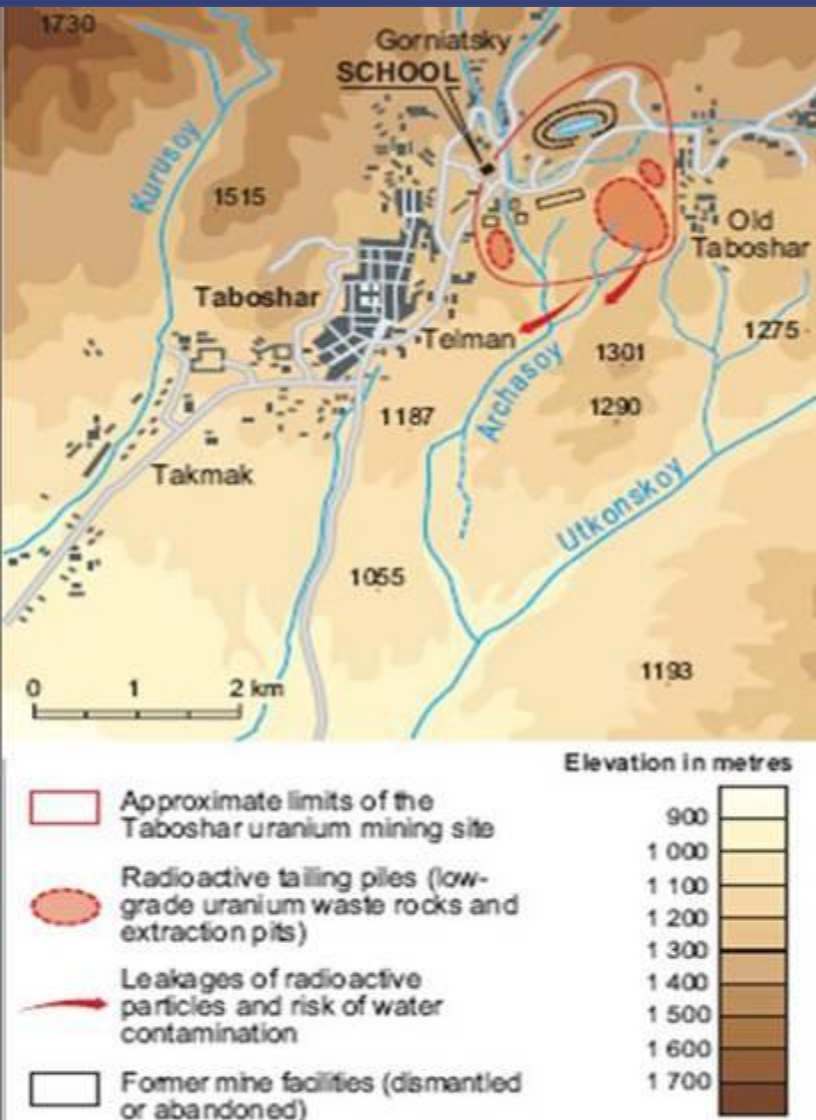 1730
Gorniatsky
SCHOOL
Kurusoy
1515
Old
Taboshar
Taboshar
Telman
1275
1301
Archasoy
1290
1187
Takmak
Utkonskoy
1055
1193
0 1 2 km
Elevation in metres
900
1 000
1 100
1 200
1 300
1 400
1 500
1 600
1 700
Approximate limits of the
Taboshar uranium mining site
Radioactive tailing piles (low-
grade uranium waste rocks and
extraction pits)
Leakages of radioactive
particles and risk of water
contamination
Former mine facilities (dismantled
or abandoned)